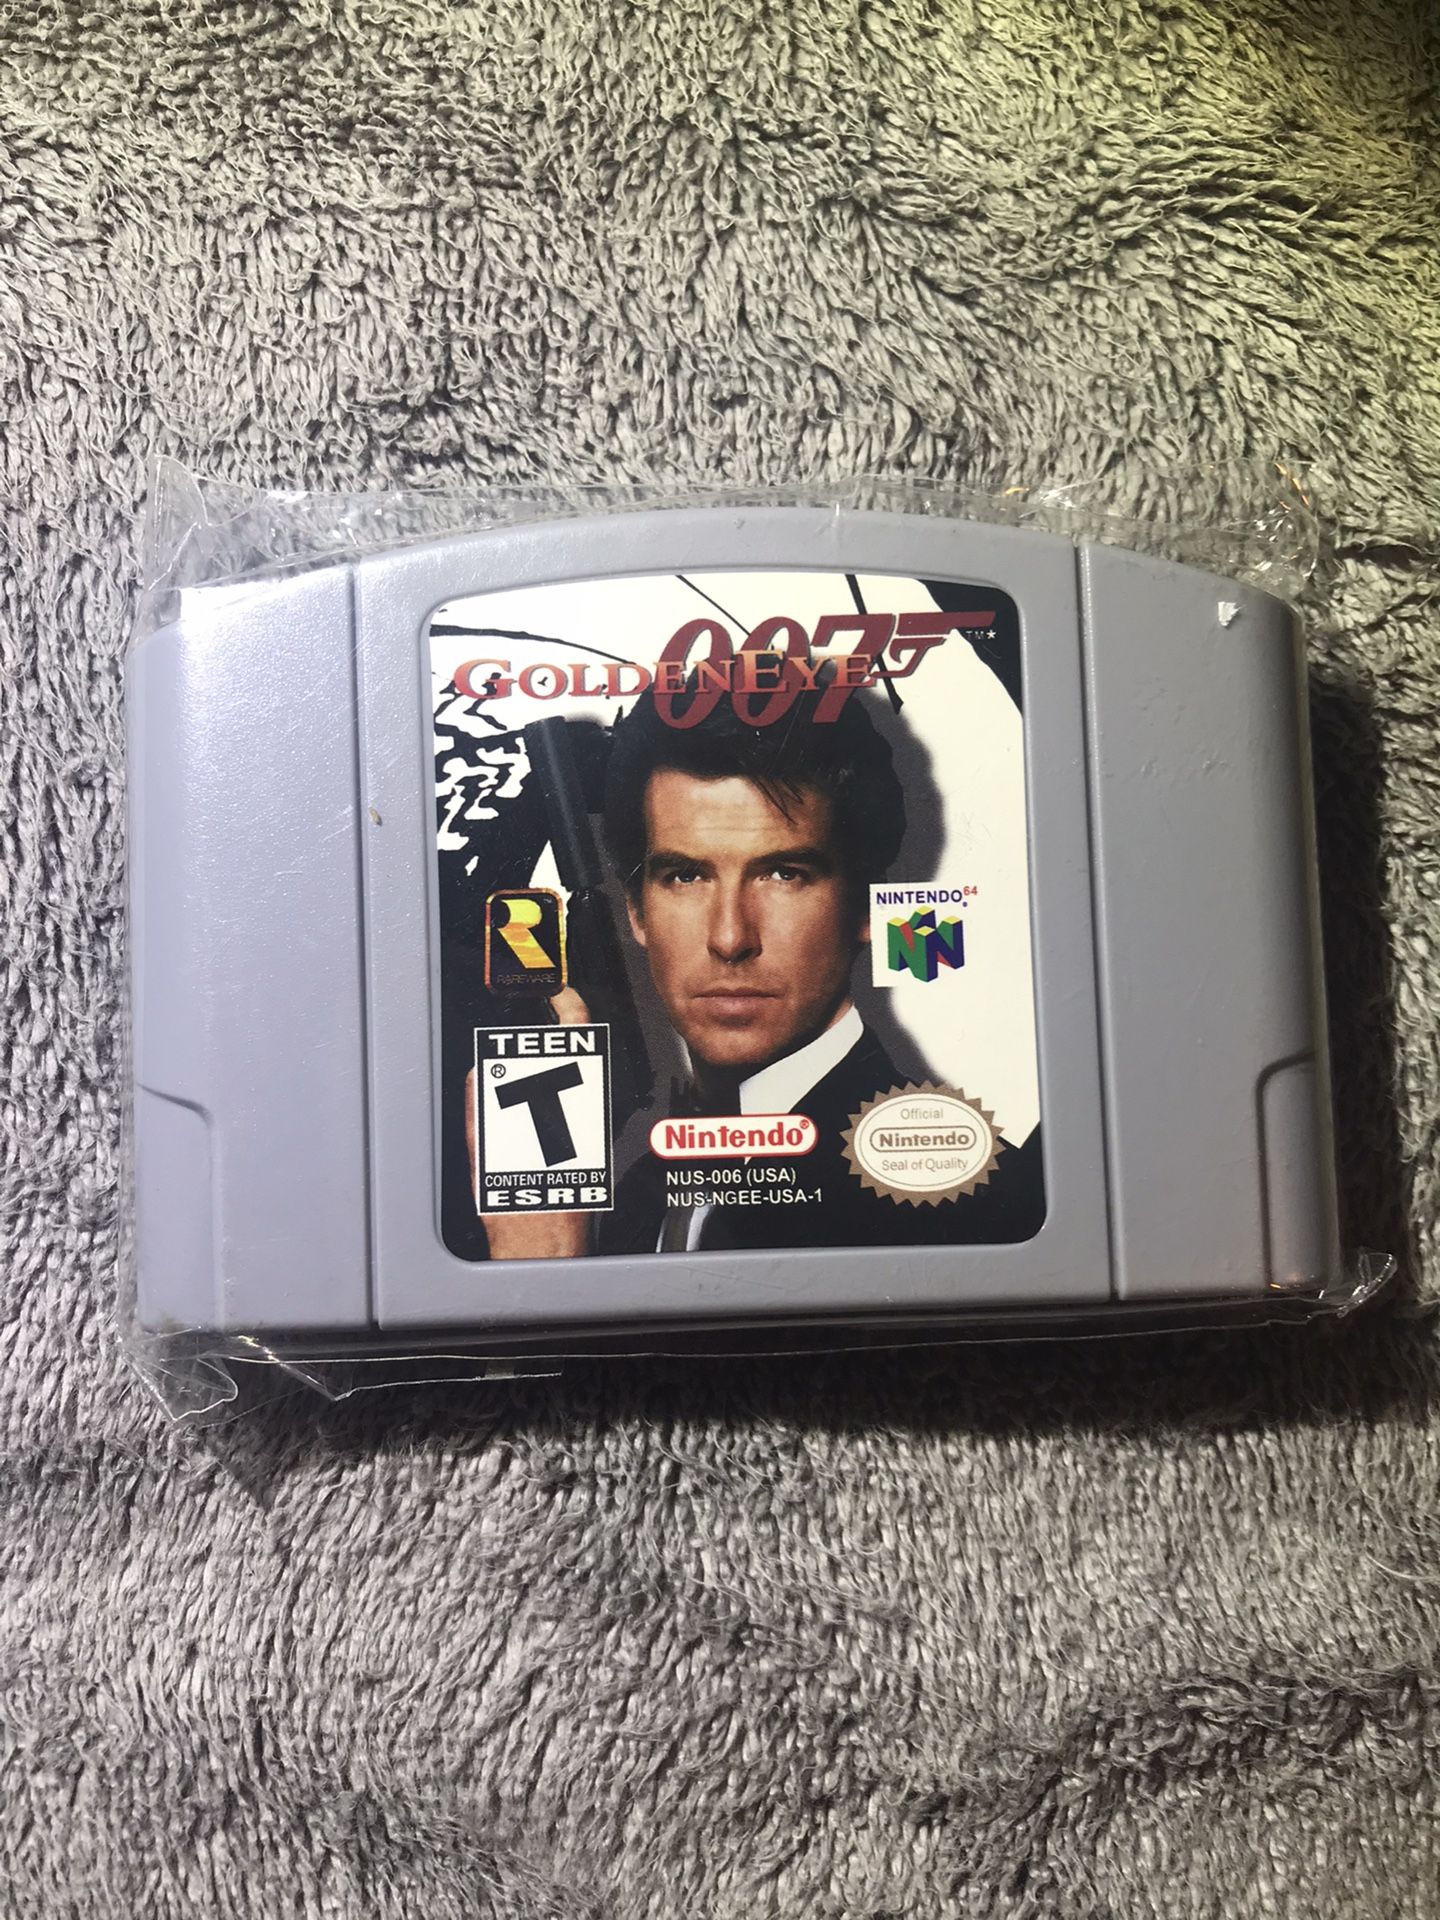 007 TM*
GOLDENEYE
NINTENDO64
RAREWARE
TEEN
T®
CONTENT RATED BY
ESRB
Nintendo®
NUS-006 (USA)
NUS-NGEE-USA-1
Official
Nintendo
Seal of Quality